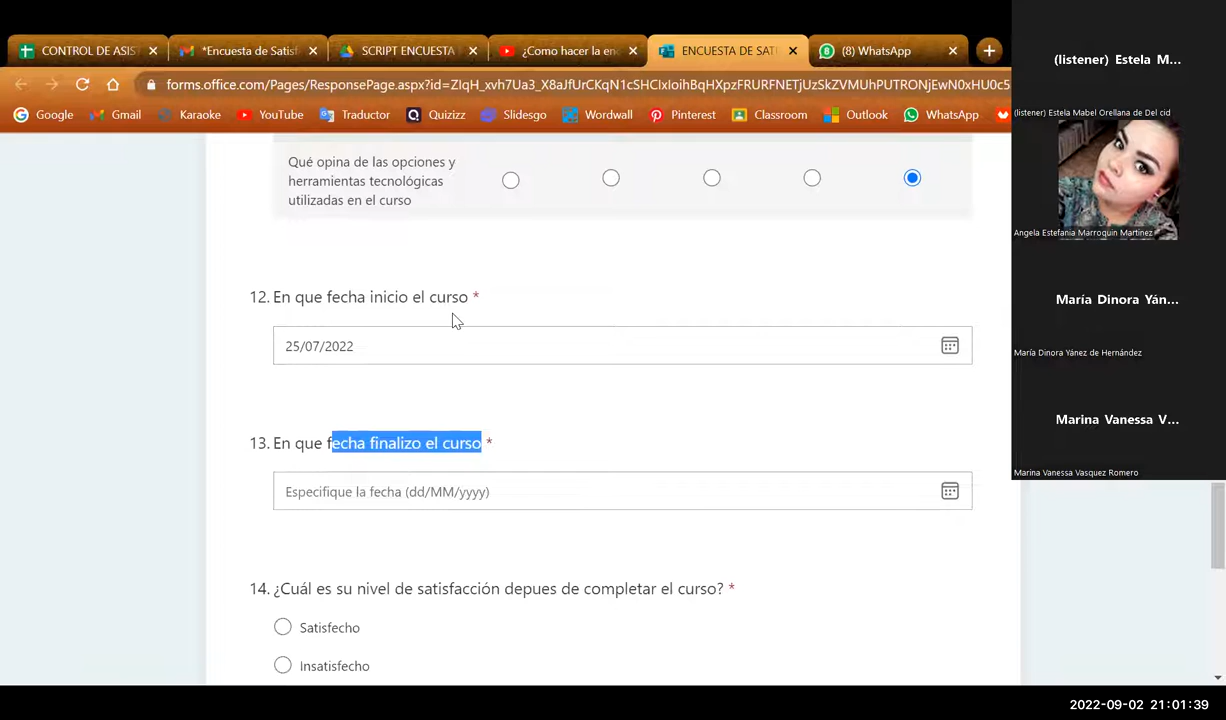 CONTROL DE ASIS
*Encuesta de Satisf
SCRIPT ENCUESTA
¿Como hacer la en
ENCUESTA DE SATI
(8) WhatsApp
forms.office.com/Pages/ResponsePage.aspx?id=ZIqH_xvh7Ua3_X8aJfUrCKqN1cSHCIxIoihBqHXpzFRURFNETjUzSkZVMUhPUTRONjEwN0xHU0c5
Google
Gmail
Karaoke
YouTube
Traductor
Quizizz
Slidesgo
Wordwall
Pinterest
Classroom
Outlook
WhatsApp
Qué opina de las opciones y
herramientas tecnológicas
utilizadas en el curso
12. En que fecha inicio el curso *
25/07/2022
13. En que fecha finalizo el curso *
Especifique la fecha (dd/MM/yyyy)
14. ¿Cuál es su nivel de satisfacción depues de completar el curso? *
Satisfecho
Insatisfecho
(listener) Estela M...
(listener) Estela Mabel Orellana de Del cid
Angela Estefania Marroquin Martinez
María Dinora Yán...
María Dinora Yánez de Hernández
Marina Vanessa V...
Marina Vanessa Vasquez Romero
2022-09-02 21:01:39